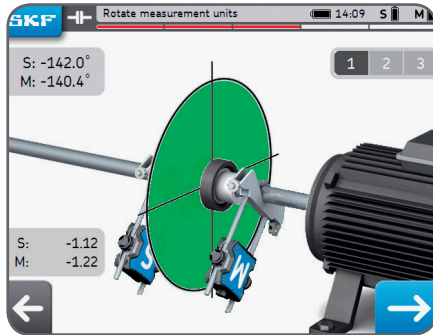 SKF Rotate measurement units 14:09 S M
S: -142.0°
M: -140.4°
1 2 3
S M
S: -1.12
M: -1.22